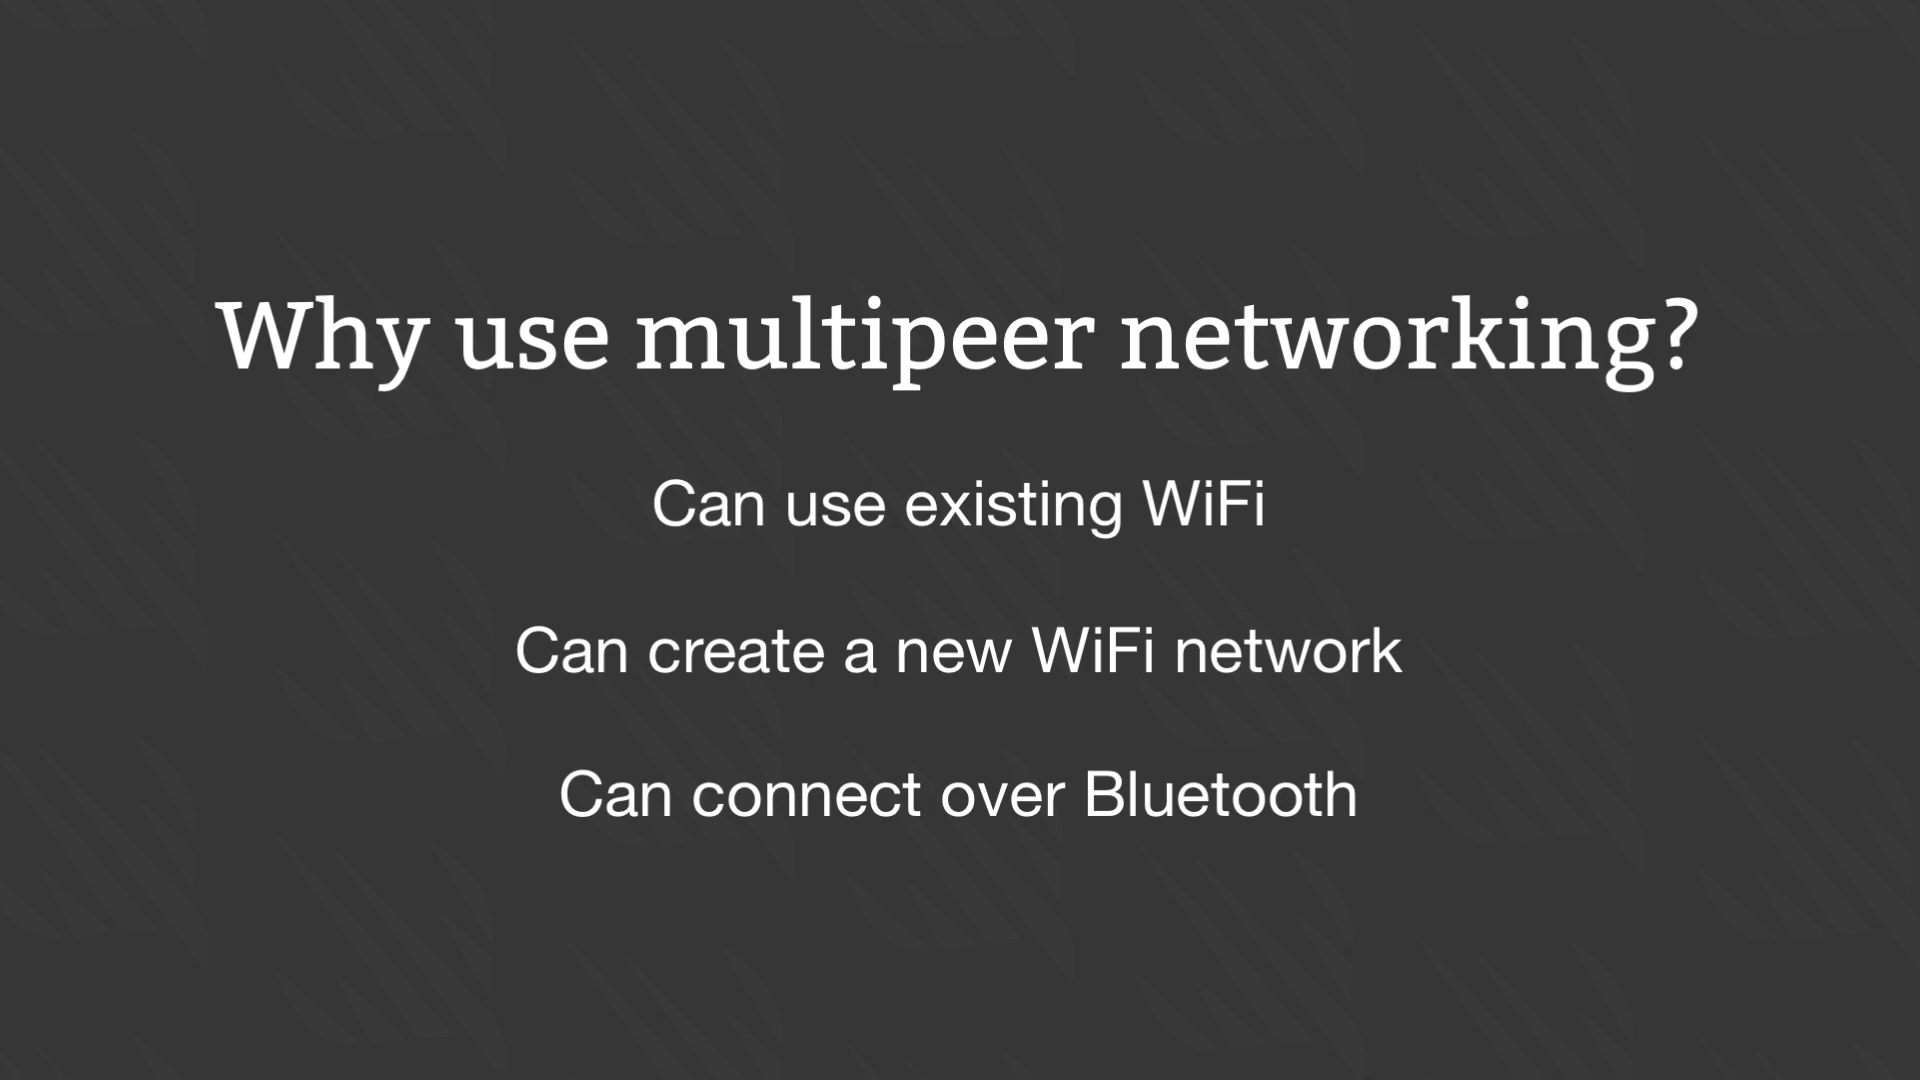 Why use multipeer networking?
Can use existing WiFi
Can create a new WiFi network
Can connect over Bluetooth